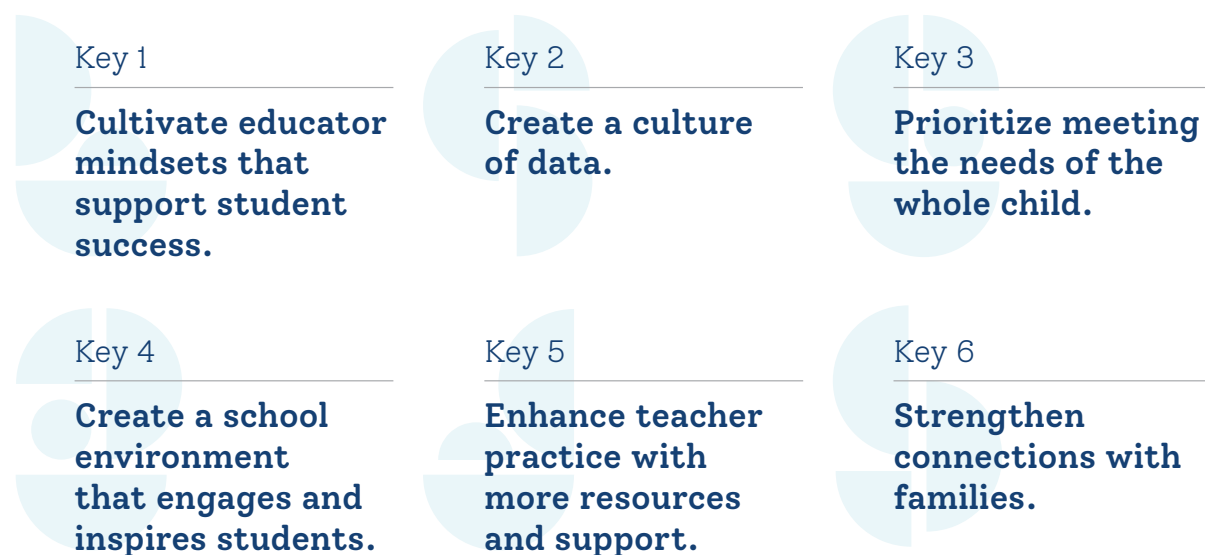 Key 1
Cultivate educator
mindsets that
support student
success.
Key 2
Create a culture
of data.
Key 3
Prioritize meeting
the needs of the
whole child.
Key 4
Create a school
environment
that engages and
inspires students.
Key 5
Enhance teacher
practice with
more resources
and support.
Key 6
Strengthen
connections with
families.